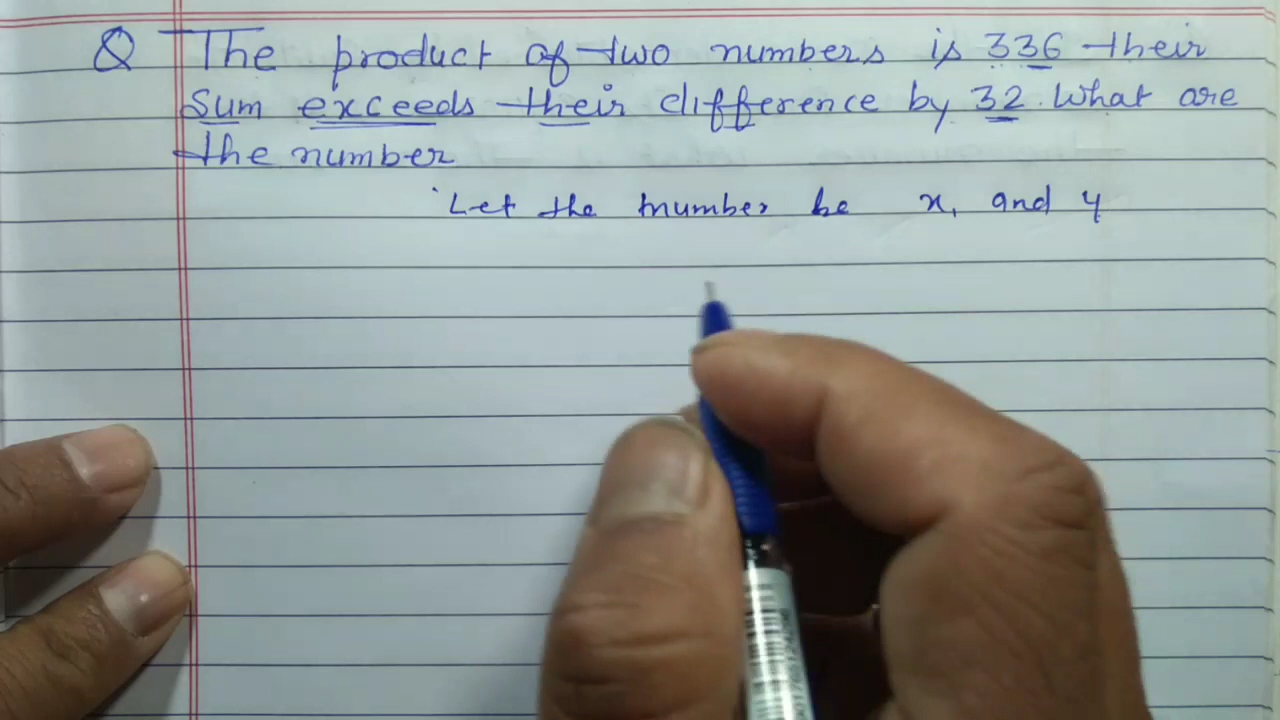 Q The product of two numbers is 336 their
sum exceeds their difference by 32. What are
the number
Let the number be x, and y